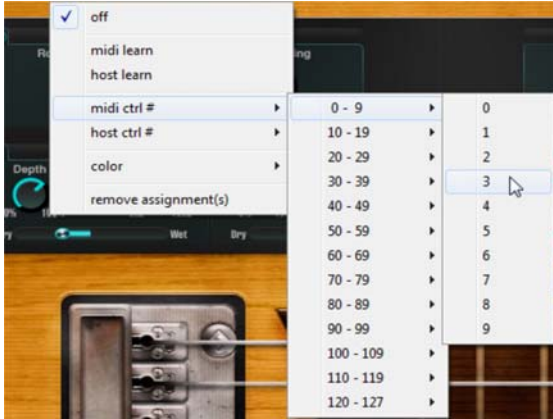 off
midi learn
host learn
midi ctrl #
host ctrl #
color
remove assignment(s)
0 - 9
10 - 19
20 - 29
30 - 39
40 - 49
50 - 59
60 - 69
70 - 79
80 - 89
90 - 99
100 - 109
110 - 119
120 - 127
0
1
2
3
4
5
6
7
8
9
Depth
Wet
Dry